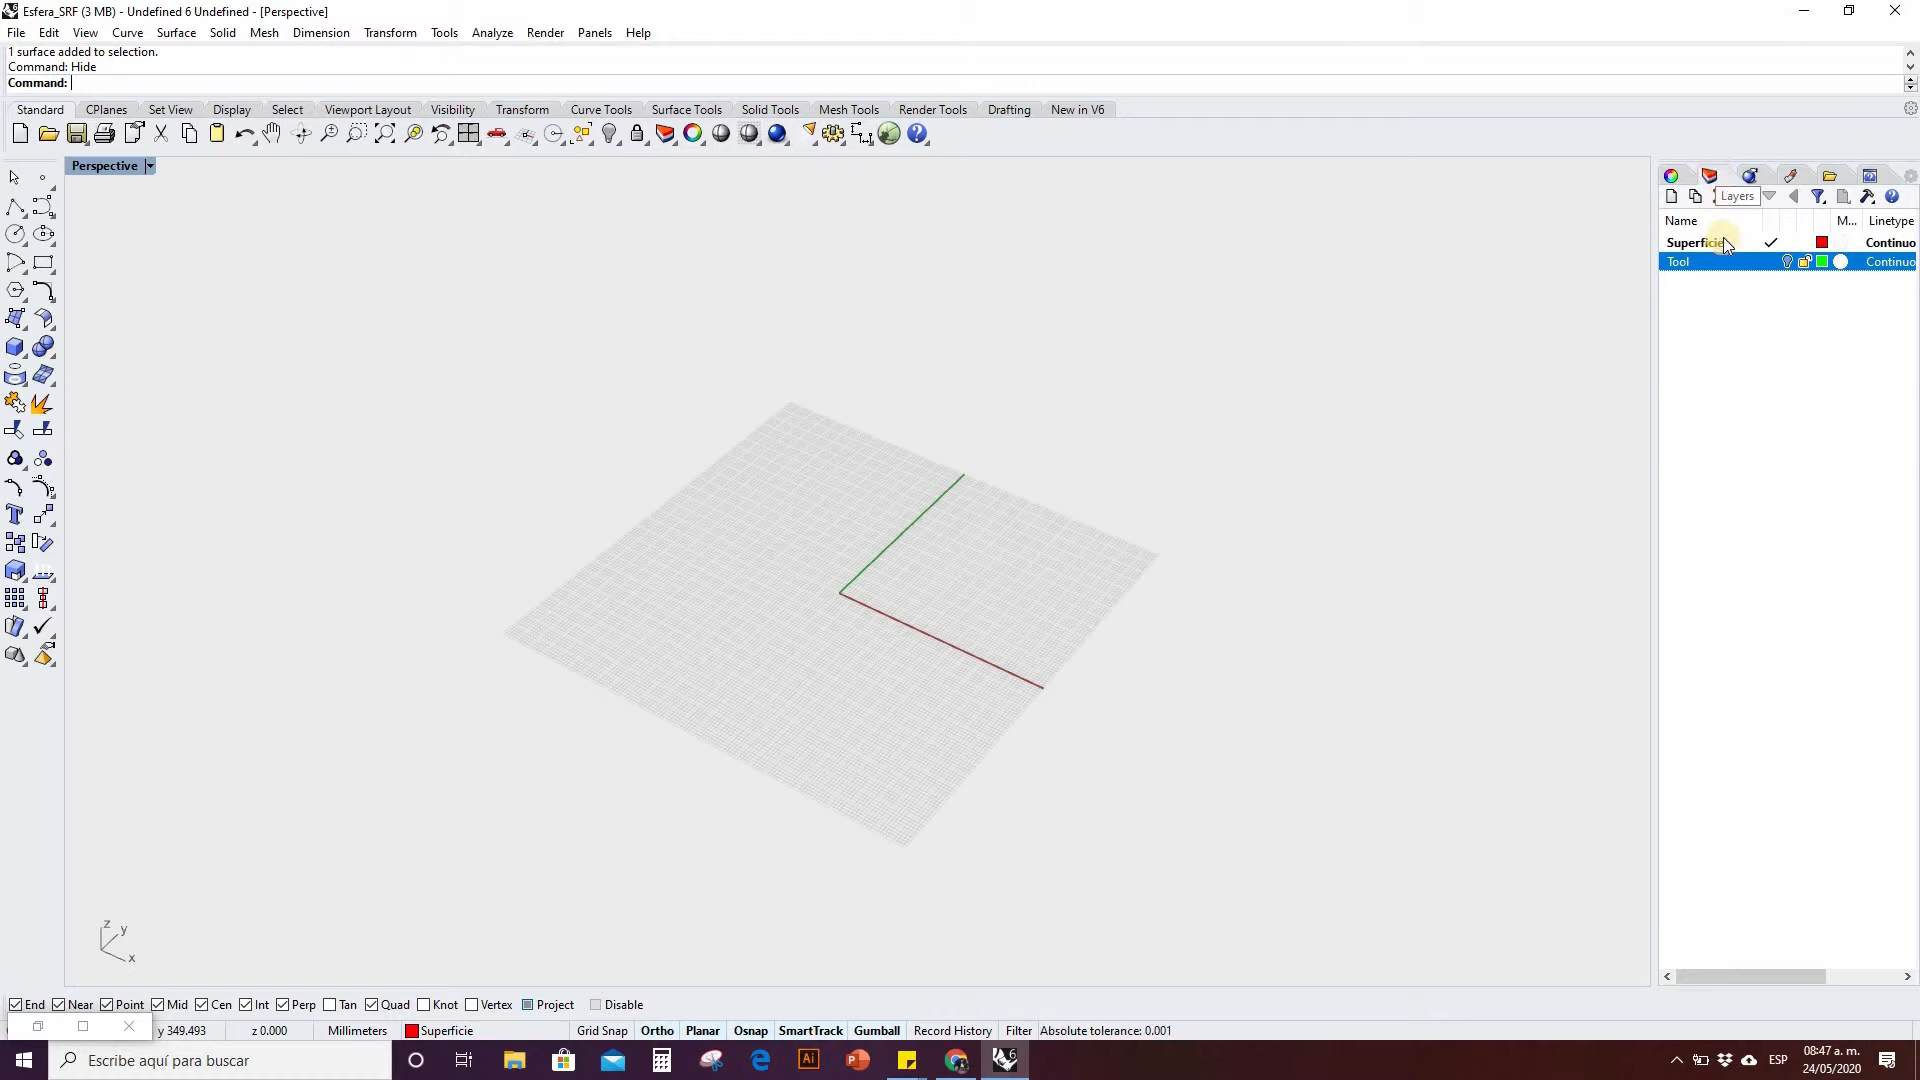 Esfera_SRF (3 MB) - Undefined 6 Undefined - [Perspective]
File Edit View Curve Surface Solid Mesh Dimension Transform Tools Analyze Render Panels Help
1 surface added to selection.
Command: Hide
Command:
Standard CPlanes Set View Display Select Viewport Layout Visibility Transform Curve Tools Surface Tools Solid Tools Mesh Tools Render Tools Drafting New in V6
Perspective
Layers
Name M... Linetype
Superficie Continuo
Tool Continuo
z
y
x
End Near Point Mid Cen Int Perp Tan Quad Knot Vertex Project Disable
y 349.493 z 0.000 Millimeters Superficie Grid Snap Ortho Planar Osnap SmartTrack Gumball Record History Filter Absolute tolerance: 0.001
Escribe aquí para buscar
Ai
ESP
08:47 a. m.
24/05/2020